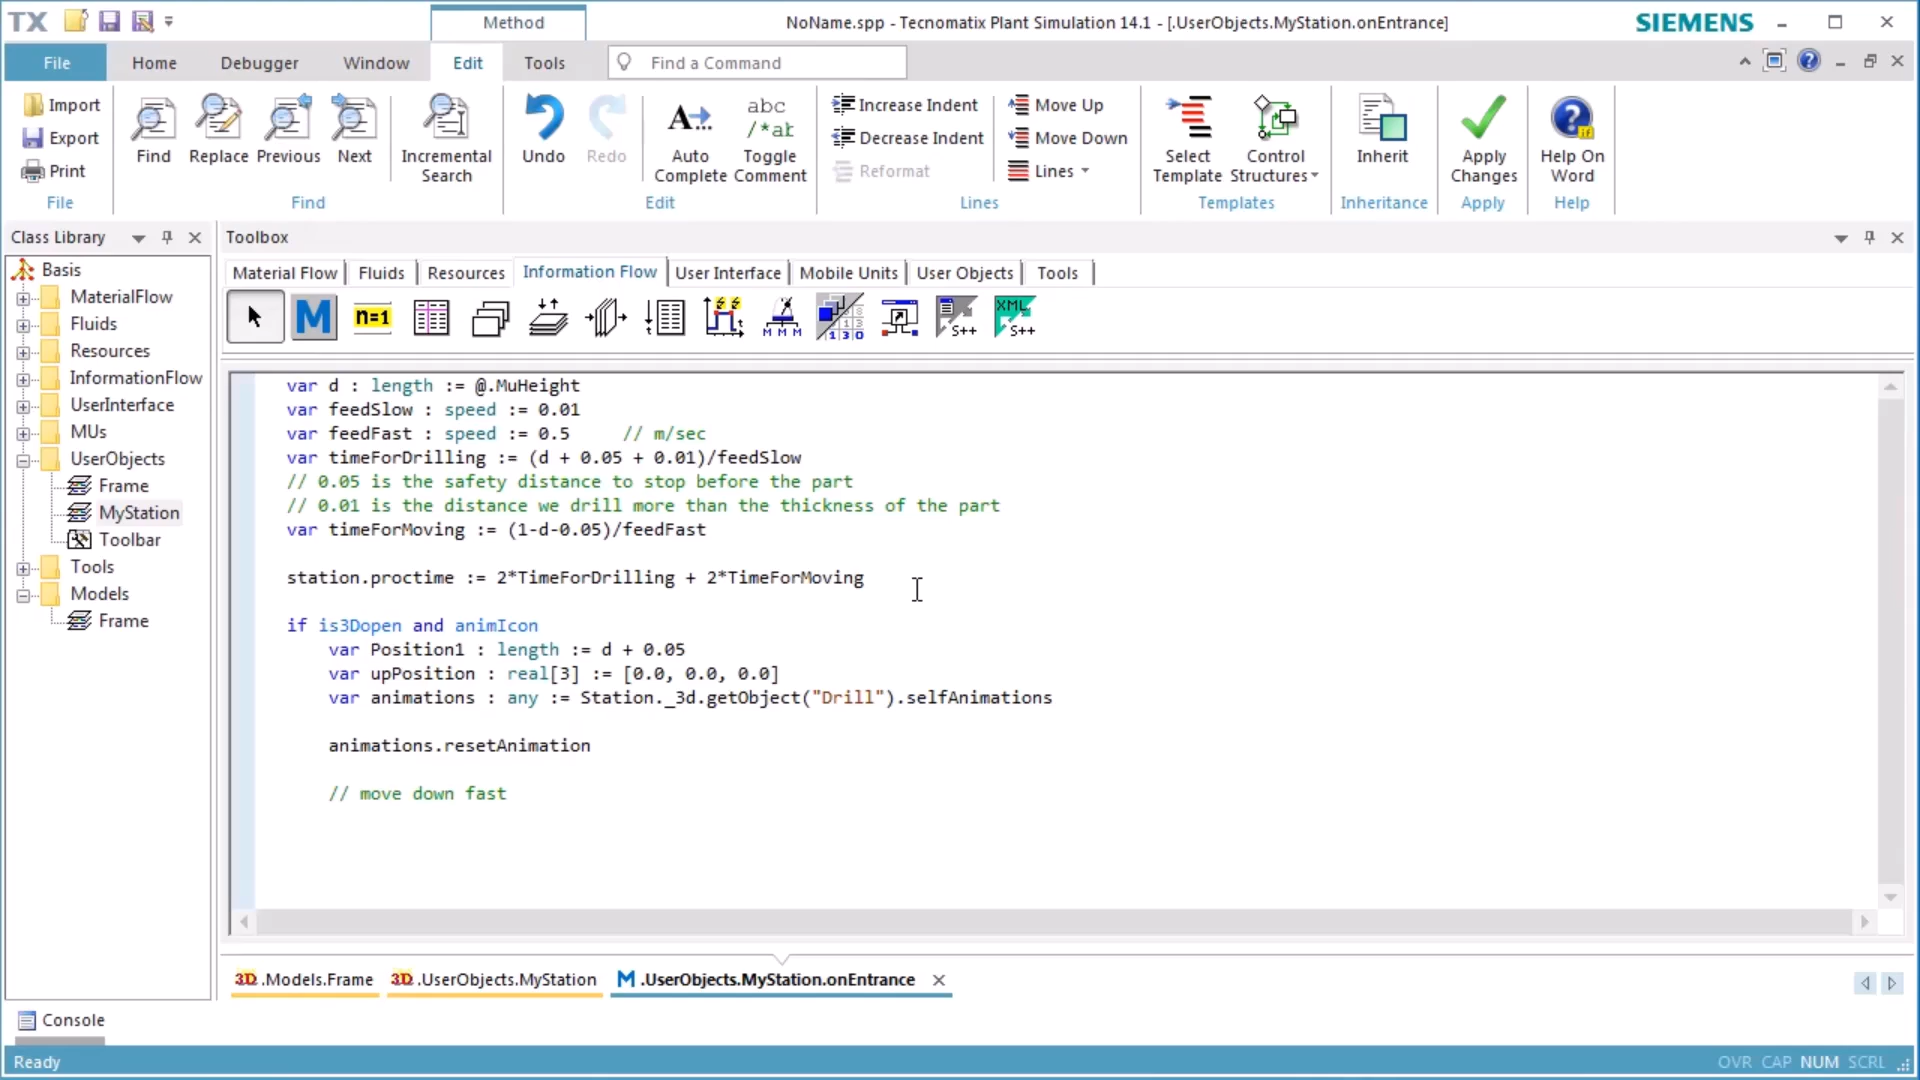 TX
Method
NoName.spp - Tecnomatix Plant Simulation 14.1 - [.UserObjects.MyStation.onEntrance]
SIEMENS
File
Home
Debugger
Window
Edit
Tools
Find a Command
Import
Export
Print
File
Find
Replace
Previous
Next
Incremental Search
Find
Undo
Redo
A
Auto Complete
abc
/*ab
Toggle Comment
Edit
Increase Indent
Decrease Indent
Reformat
Move Up
Move Down
Lines
Lines
Select Template
Control Structures
Templates
Inherit
Inheritance
Apply Changes
Apply
Help On Word
Help
Class Library
Toolbox
Basis
MaterialFlow
Fluids
Resources
InformationFlow
UserInterface
MUs
UserObjects
Frame
MyStation
Toolbar
Tools
Models
Frame
Material Flow
Fluids
Resources
Information Flow
User Interface
Mobile Units
User Objects
Tools
M
n=1
M M M
S++
XML
S++
var d : length := @.MuHeight
var feedSlow : speed := 0.01
var feedFast : speed := 0.5 // m/sec
var timeForDrilling := (d + 0.05 + 0.01)/feedSlow
// 0.05 is the safety distance to stop before the part
// 0.01 is the distance we drill more than the thickness of the part
var timeForMoving := (1-d-0.05)/feedFast
station.proctime := 2*TimeForDrilling + 2*TimeForMoving
if is3Dopen and animIcon
var Position1 : length := d + 0.05
var upPosition : real[3] := [0.0, 0.0, 0.0]
var animations : any := Station._3d.getObject("Drill").selfAnimations
animations.resetAnimation
// move down fast
3D .Models.Frame
3D .UserObjects.MyStation
M .UserObjects.MyStation.onEntrance
Console
Ready
OVR CAP NUM SCRL